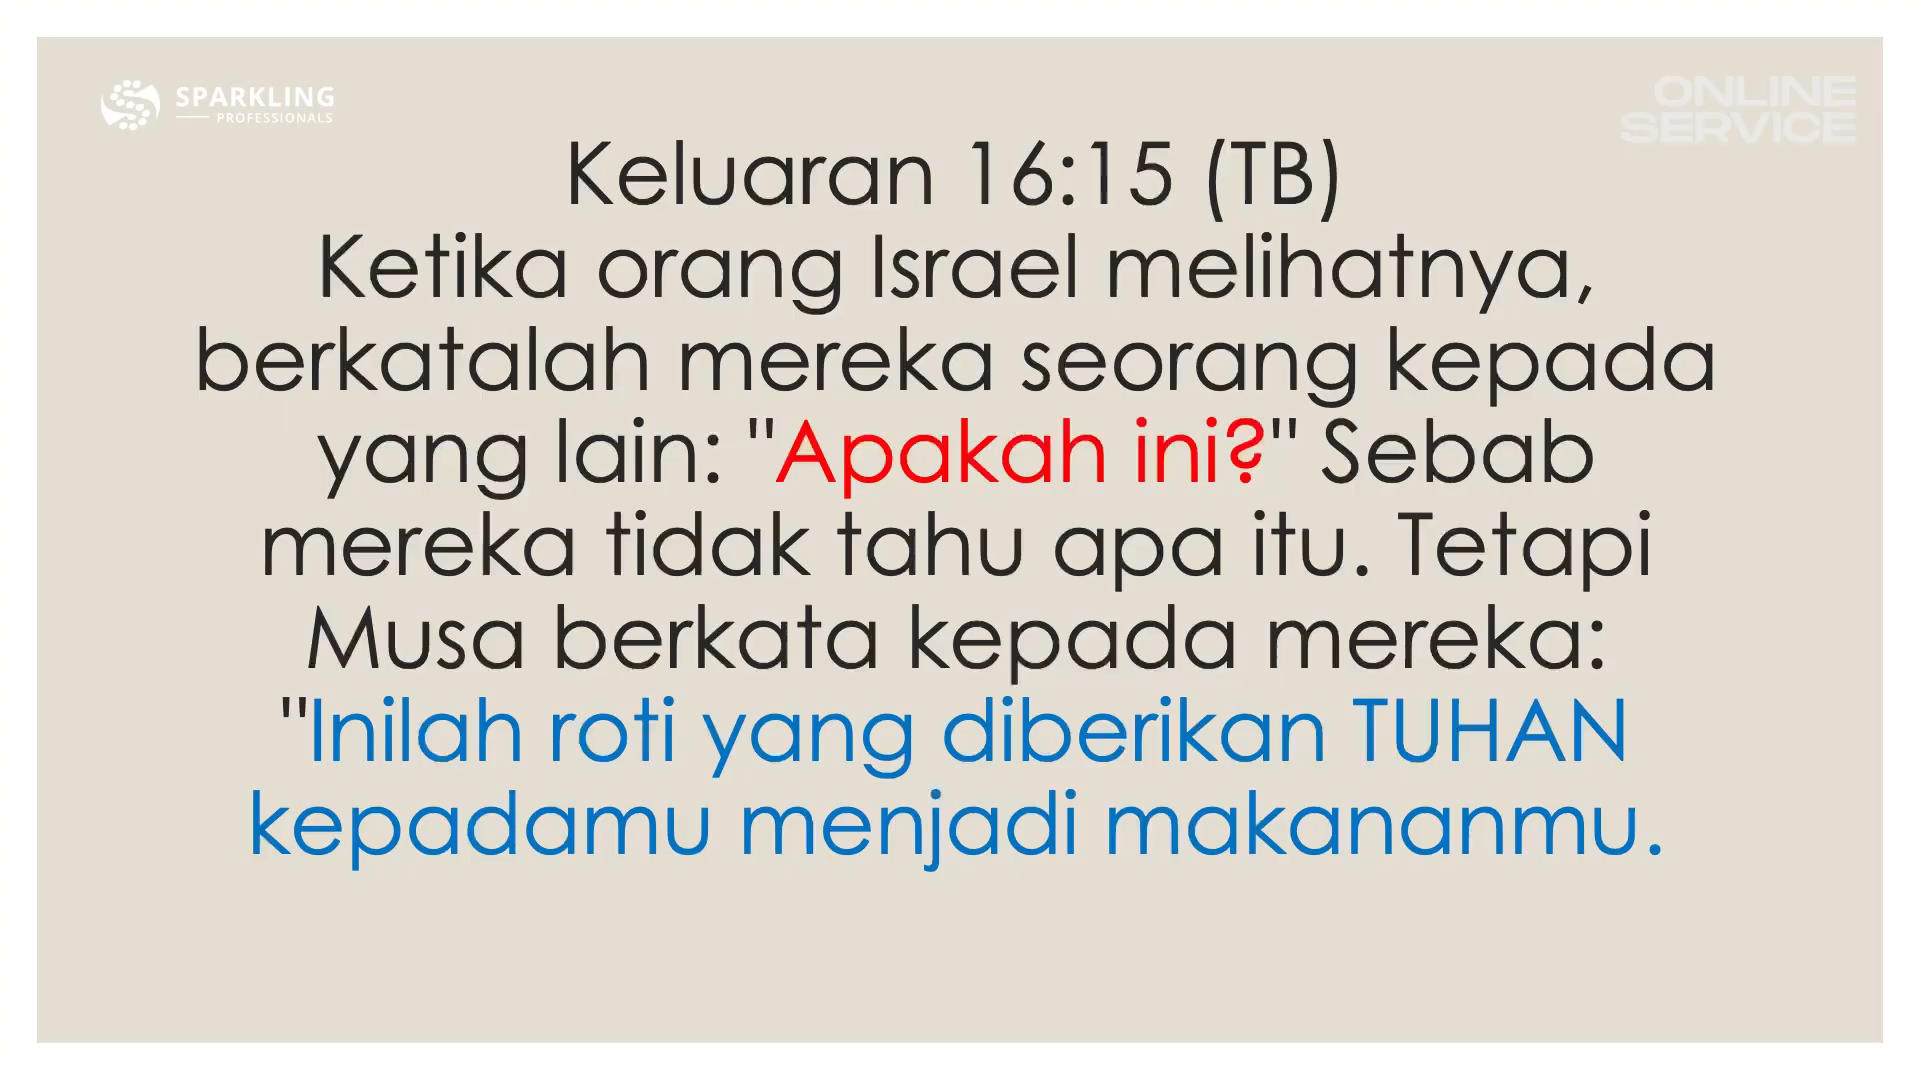 SPARKLING
PROFESSIONALS
ONLINE
SERVICE
Keluaran 16:15 (TB)
Ketika orang Israel melihatnya,
berkatalah mereka seorang kepada
yang lain: "Apakah ini?" Sebab
mereka tidak tahu apa itu. Tetapi
Musa berkata kepada mereka:
"Inilah roti yang diberikan TUHAN
kepadamu menjadi makananmu.